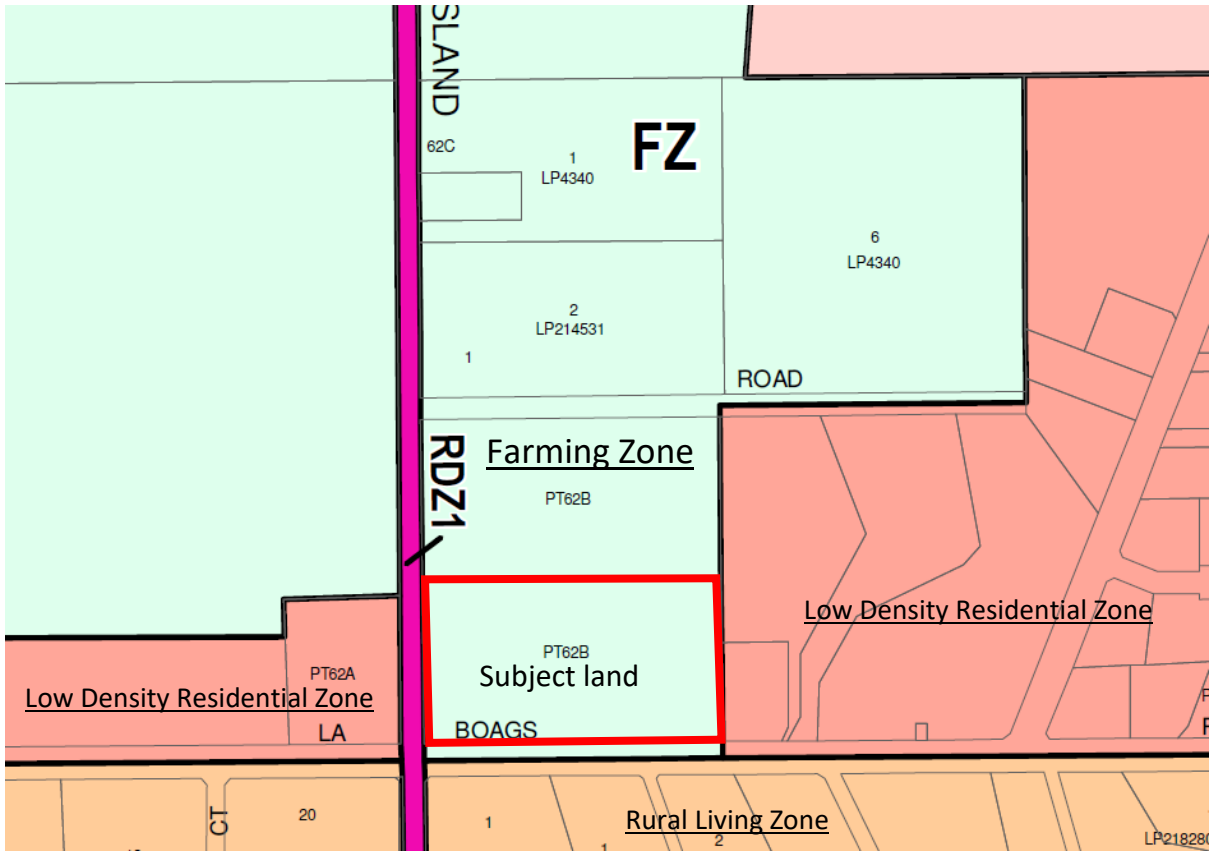 SLAND
62C
1
LP4340
FZ
6
LP4340
2
LP214531
1
ROAD
RDZ1
Farming Zone
PT62B
Low Density Residential Zone
PT62B
Subject land
PT62A
Low Density Residential Zone
LA
BOAGS
CT
20
1
1
2
Rural Living Zone
LP218280